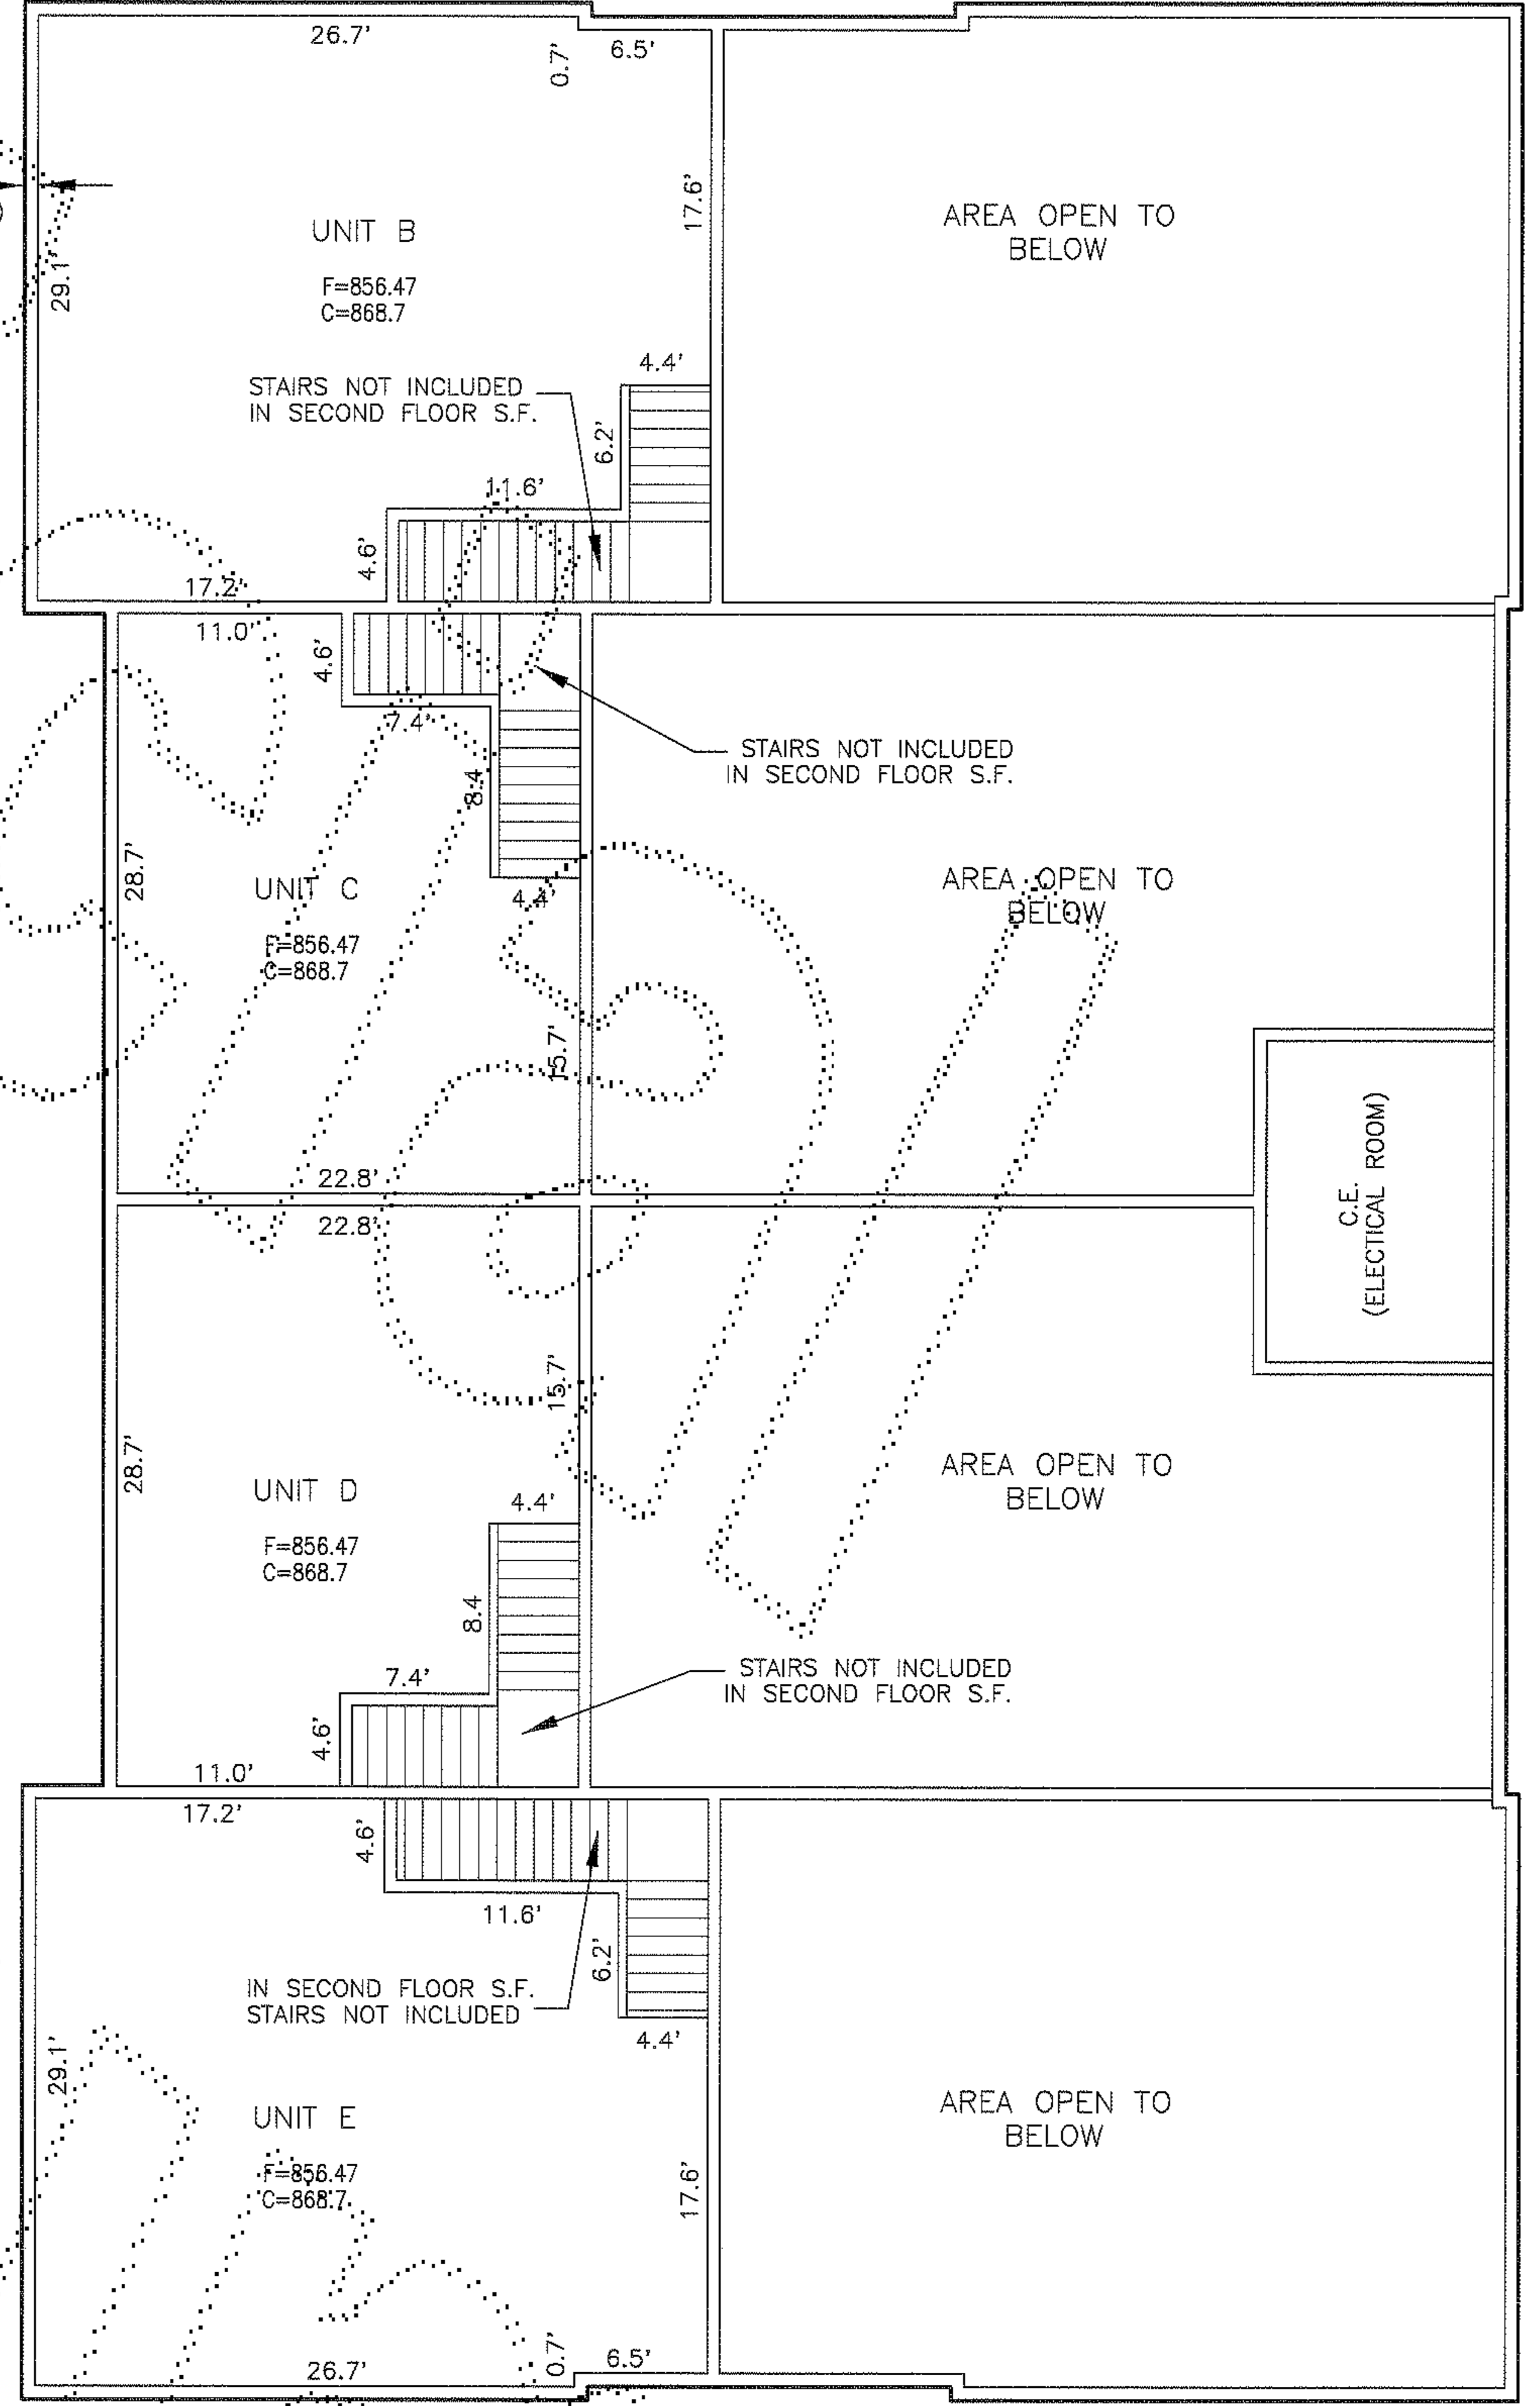 26.7'
0.7'
6.5'
17.6'
29.1'
UNIT B
F=856.47
C=868.7
AREA OPEN TO
BELOW
4.4'
STAIRS NOT INCLUDED
IN SECOND FLOOR S.F.
6.2'
11.6'
4.6'
17.2'
11.0'
4.6'
7.4'
8.4
STAIRS NOT INCLUDED
IN SECOND FLOOR S.F.
28.7'
UNIT C
F=856.47
C=868.7
4.4'
AREA OPEN TO
BELOW
15.7'
C.E.
(ELECTICAL ROOM)
22.8'
22.8'
15.7'
28.7'
UNIT D
F=856.47
C=868.7
AREA OPEN TO
BELOW
4.4'
8.4
7.4'
STAIRS NOT INCLUDED
IN SECOND FLOOR S.F.
4.6'
11.0'
17.2'
4.6'
11.6'
6.2'
IN SECOND FLOOR S.F.
STAIRS NOT INCLUDED
4.4'
29.1'
UNIT E
F=856.47
C=868.7
AREA OPEN TO
BELOW
17.6'
0.7'
6.5'
26.7'